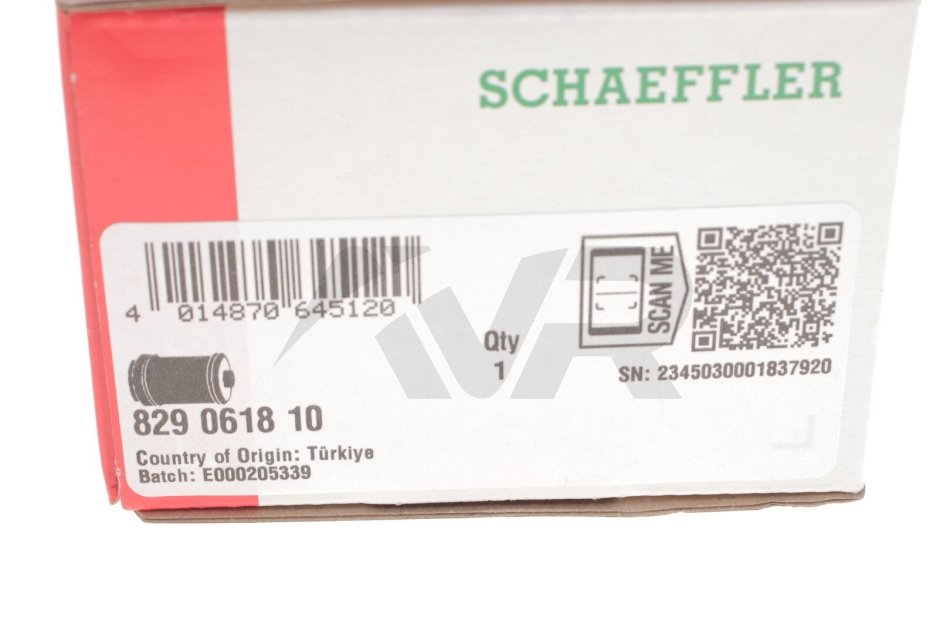 SCHAEFFLER
4 014870 645120
SCAN ME
Qty
1
SN: 2345030001837920
829 0618 10
Country of Origin: Türkiye
Batch: E000205339
VR